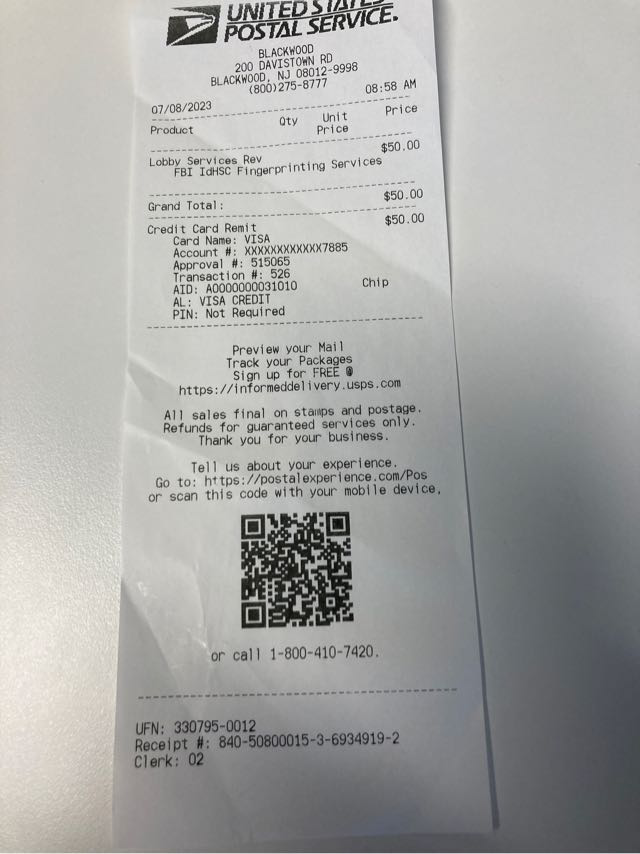 UNITED STATES
POSTAL SERVICE.
BLACKWOOD
200 DAVISTOWN RD
BLACKWOOD, NJ 08012-9998
(800)275-8777
07/08/2023 08:58 AM
Product Qty Unit Price
Price
Lobby Services Rev $50.00
FBI IdHSC Fingerprinting Services
Grand Total: $50.00
Credit Card Remit $50.00
Card Name: VISA
Account #: XXXXXXXXXXXX7885
Approval #: 515065
Transaction #: 526
AID: A0000000031010 Chip
AL: VISA CREDIT
PIN: Not Required
Preview your Mail
Track your Packages
Sign up for FREE @
https://informeddelivery.usps.com
All sales final on stamps and postage.
Refunds for guaranteed services only.
Thank you for your business.
Tell us about your experience.
Go to: https://postalexperience.com/Pos
or scan this code with your mobile device,
or call 1-800-410-7420.
UFN: 330795-0012
Receipt #: 840-50800015-3-6934919-2
Clerk: 02